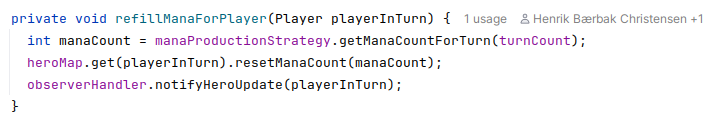 private void refillManaForPlayer(Player playerInTurn) { 1 usage Henrik Bærbak Christensen +1
int manaCount = manaProductionStrategy.getManaCountForTurn(turnCount);
heroMap.get(playerInTurn).resetManaCount(manaCount);
observerHandler.notifyHeroUpdate(playerInTurn);
}